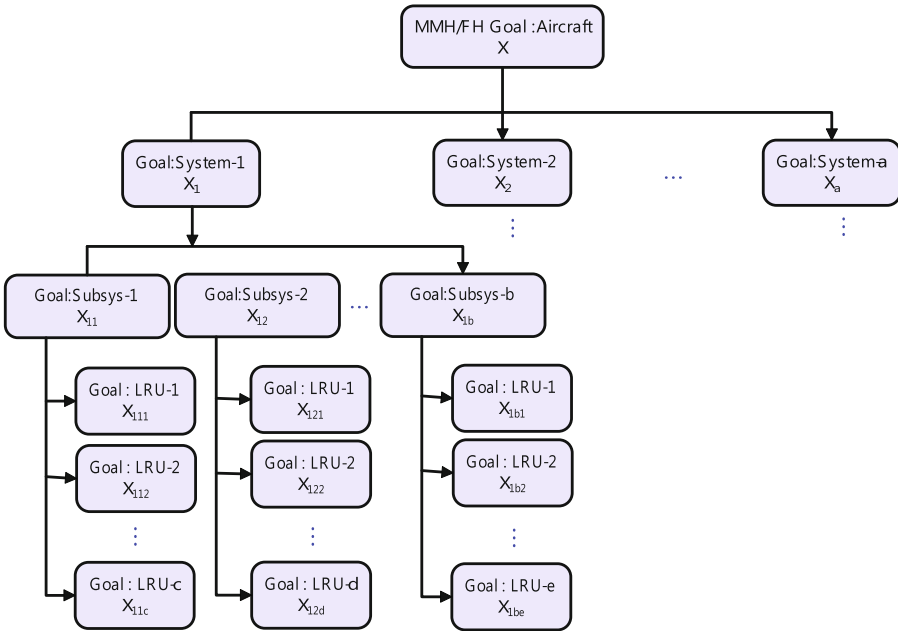 MMH/FH Goal :Aircraft
X
Goal:System-1
X1
Goal:System-2
X2
...
Goal:System-a
Xa
Goal:Subsys-1
X11
Goal:Subsys-2
X12
...
Goal:Subsys-b
X1b
Goal : LRU-1
X111
Goal : LRU-2
X112
Goal : LRU-c
X11c
Goal : LRU-1
X121
Goal : LRU-2
X122
Goal : LRU-d
X12d
Goal : LRU-1
X1b1
Goal : LRU-2
X1b2
Goal : LRU-e
X1be